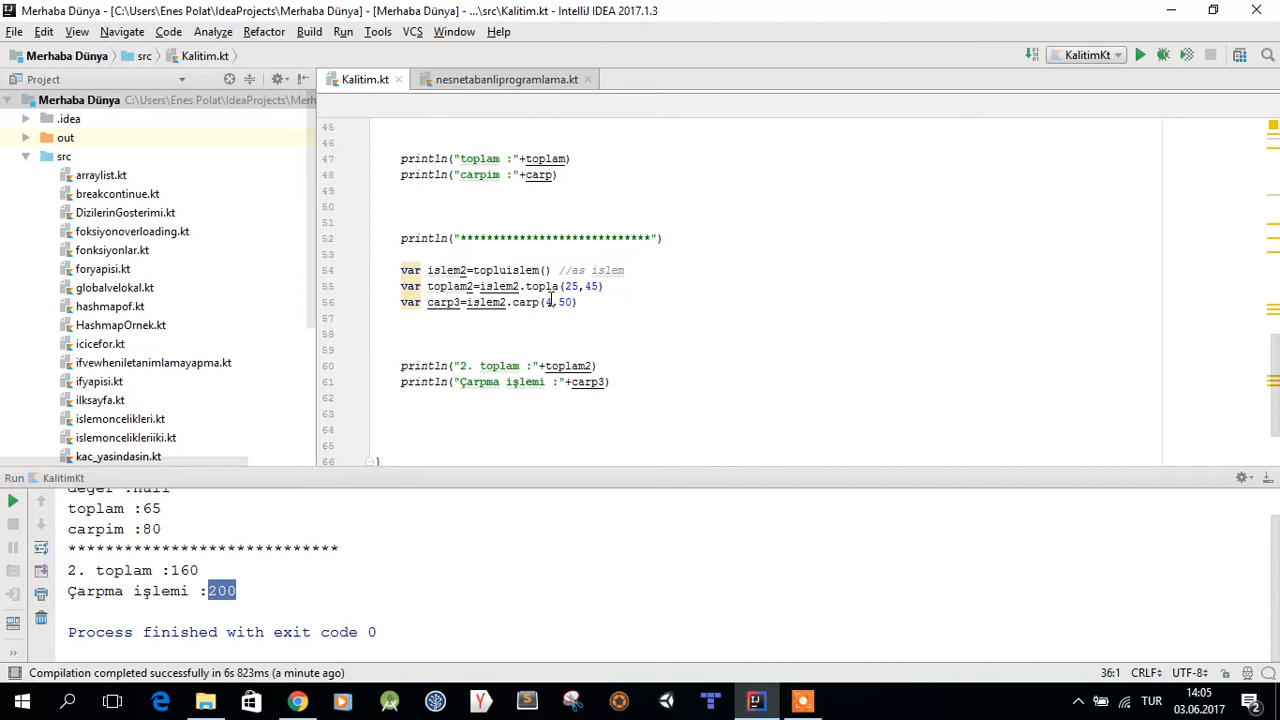 Merhaba Dünya - [C:\Users\Enes Polat\IdeaProjects\Merhaba Dünya] - [Merhaba Dünya] - ...\src\Kalitim.kt - IntelliJ IDEA 2017.1.3
File Edit View Navigate Code Analyze Refactor Build Run Tools VCS Window Help
Merhaba Dünya src Kalitim.kt KalitimKt
Project Kalitim.kt nesnetabanliprogramlama.kt
Merhaba Dünya C:\Users\Enes Polat\IdeaProjects\Merh
.idea
out
src
arraylist.kt
breakcontinue.kt
DizilerinGosterimi.kt
foksiyonoverloading.kt
fonksiyonlar.kt
foryapisi.kt
globalvelokal.kt
hashmapof.kt
HashmapOrnek.kt
icicefor.kt
ifvewheniletanimlamayapma.kt
ifyapisi.kt
ilksayfa.kt
islemoncelikleri.kt
islemoncelikleriiki.kt
kac_yasindasin.kt
45
46
47 println("toplam :"+toplam)
48 println("carpim :"+carp)
49
50
51
52 println("*****************************")
53
54 var islem2=topluislem() //as islem
55 var toplam2=islem2.topla(25,45)
56 var carp3=islem2.carp(4,50)
57
58
59
60 println("2. toplam :"+toplam2)
61 println("Çarpma işlemi :"+carp3)
62
63
64
65
66 }
Run KalitimKt
deger :null
toplam :65
carpim :80
*****************************
2. toplam :160
Çarpma işlemi :200
Process finished with exit code 0
Compilation completed successfully in 6s 823ms (a minute ago) 36:1 CRLF UTF-8
TUR 14:05
03.06.2017 2